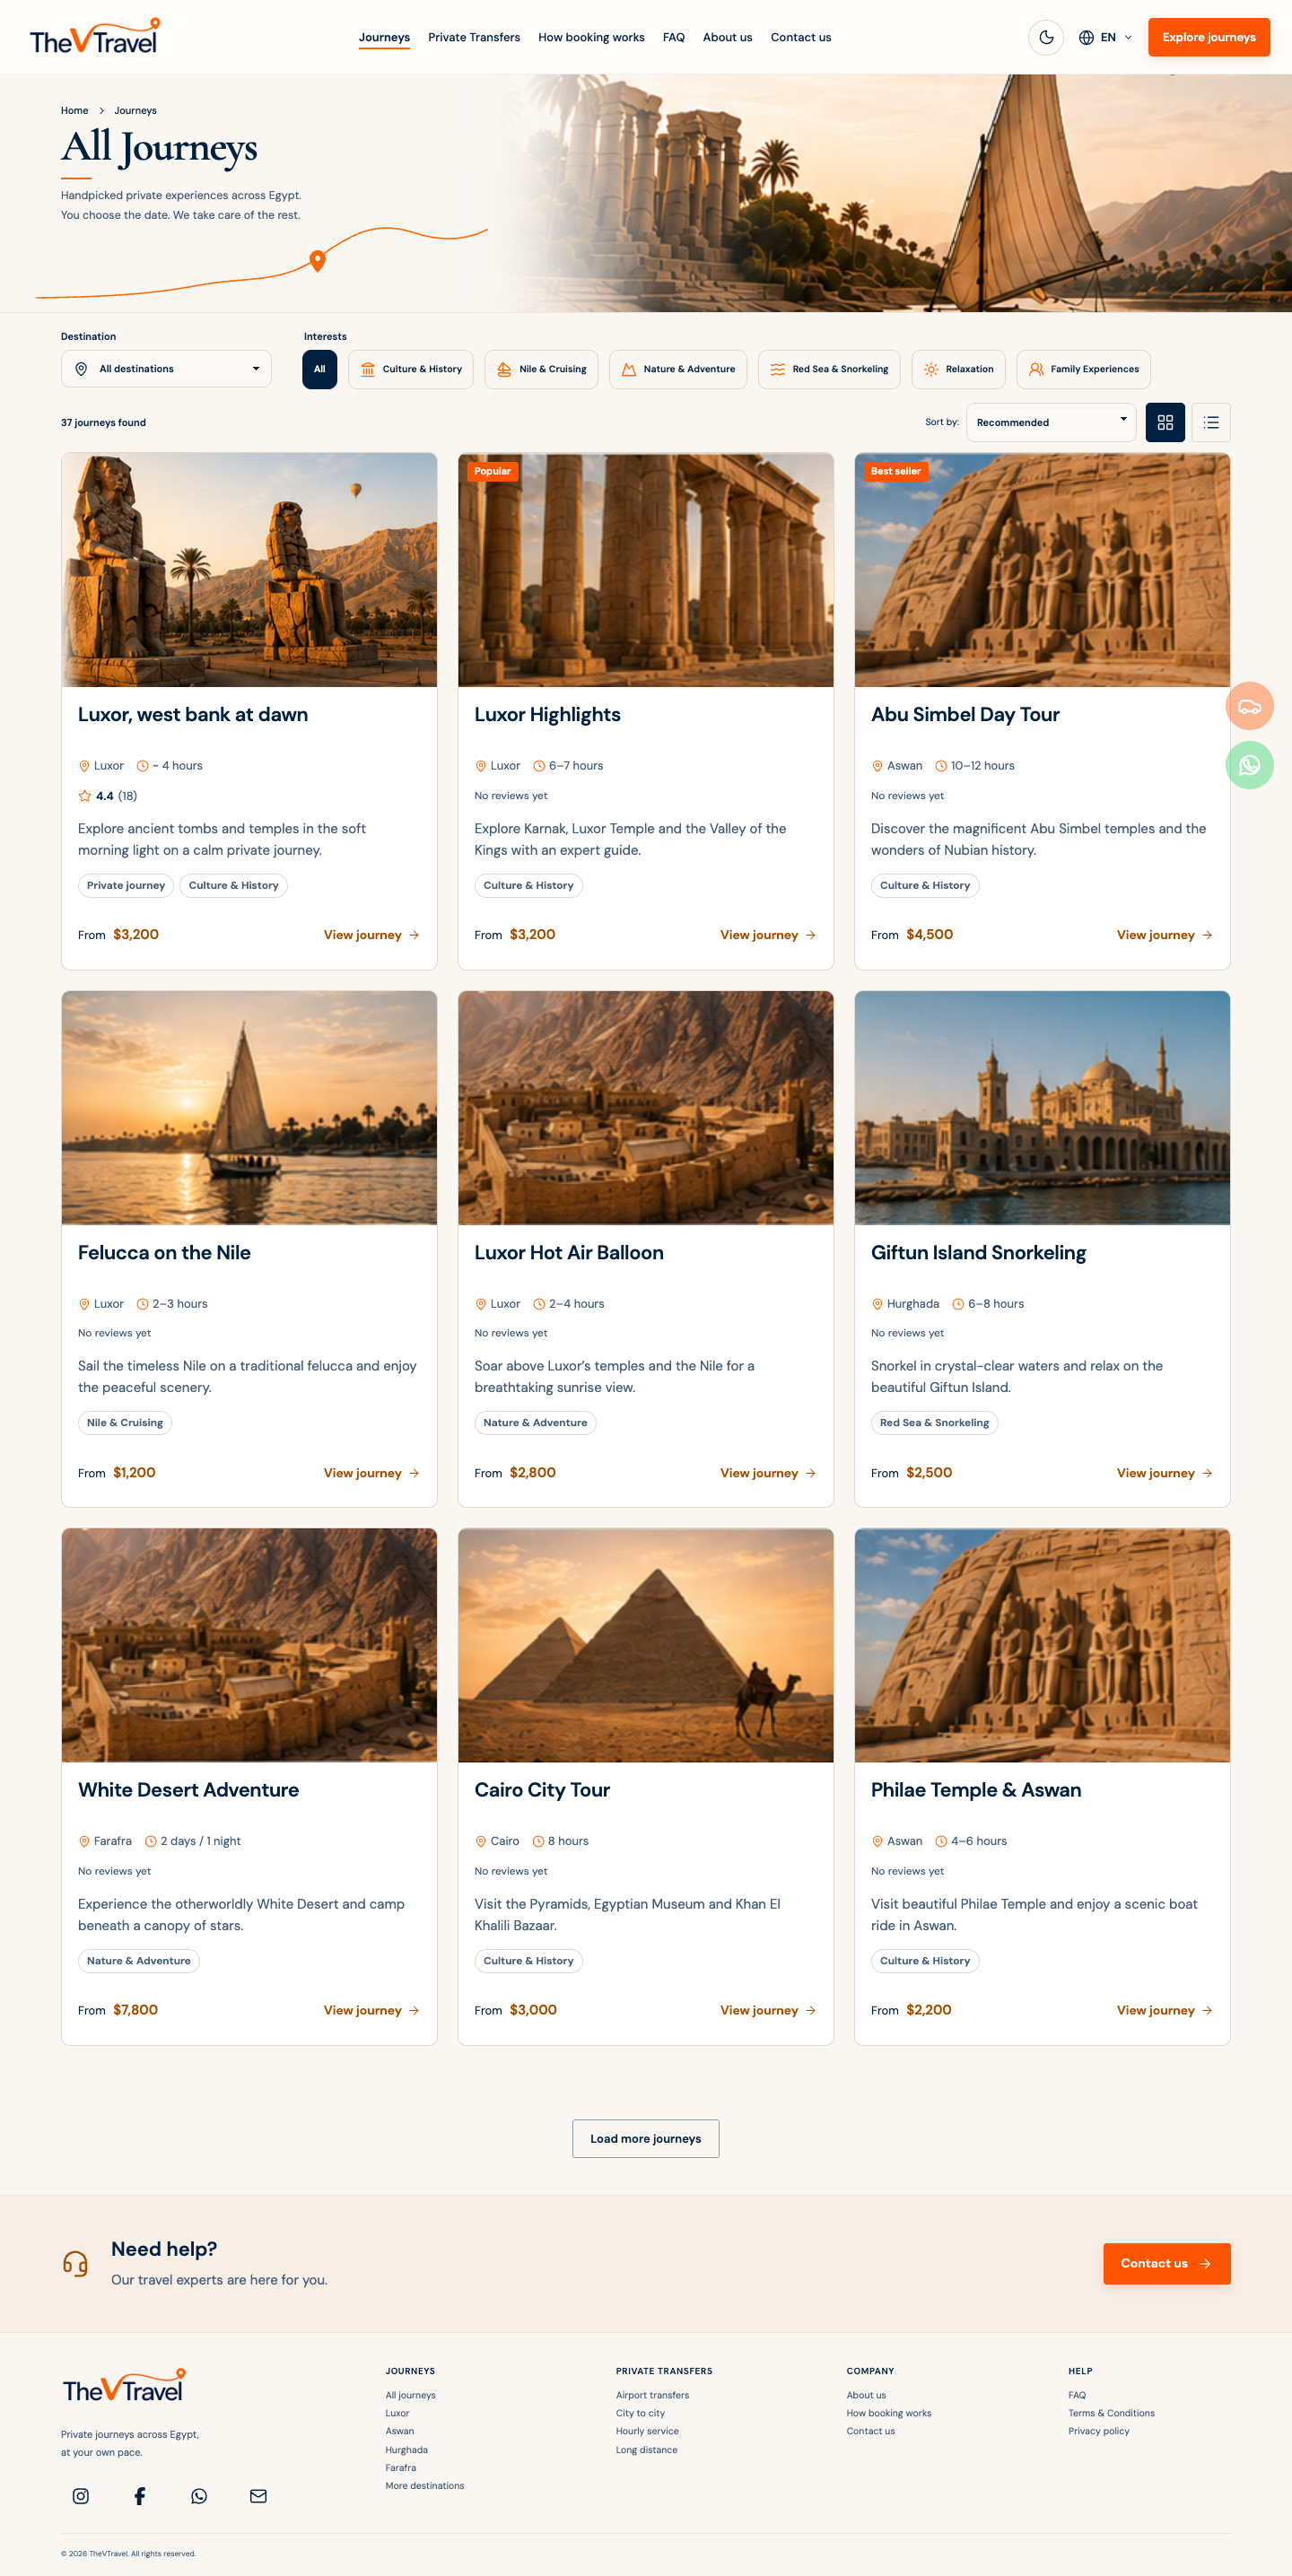 TheVTravel
Journeys
Private Transfers
How booking works
FAQ
About us
Contact us
EN
Explore journeys
Home
Journeys
All Journeys
Handpicked private experiences across Egypt.
You choose the date. We take care of the rest.
Destination
All destinations
Interests
All
Culture & History
Nile & Cruising
Nature & Adventure
Red Sea & Snorkeling
Relaxation
Family Experiences
37 journeys found
Sort by:
Recommended
Luxor, west bank at dawn
Luxor
~ 4 hours
4.4 (18)
Explore ancient tombs and temples in the soft
morning light on a calm private journey.
Private journey
Culture & History
From $3,200
View journey
Popular
Luxor Highlights
Luxor
6–7 hours
No reviews yet
Explore Karnak, Luxor Temple and the Valley of the
Kings with an expert guide.
Culture & History
From $3,200
View journey
Best seller
Abu Simbel Day Tour
Aswan
10–12 hours
No reviews yet
Discover the magnificent Abu Simbel temples and the
wonders of Nubian history.
Culture & History
From $4,500
View journey
Felucca on the Nile
Luxor
2–3 hours
No reviews yet
Sail the timeless Nile on a traditional felucca and enjoy
the peaceful scenery.
Nile & Cruising
From $1,200
View journey
Luxor Hot Air Balloon
Luxor
2–4 hours
No reviews yet
Soar above Luxor’s temples and the Nile for a
breathtaking sunrise view.
Nature & Adventure
From $2,800
View journey
Giftun Island Snorkeling
Hurghada
6–8 hours
No reviews yet
Snorkel in crystal-clear waters and relax on the
beautiful Giftun Island.
Red Sea & Snorkeling
From $2,500
View journey
White Desert Adventure
Farafra
2 days / 1 night
No reviews yet
Experience the otherworldly White Desert and camp
beneath a canopy of stars.
Nature & Adventure
From $7,800
View journey
Cairo City Tour
Cairo
8 hours
No reviews yet
Visit the Pyramids, Egyptian Museum and Khan El
Khalili Bazaar.
Culture & History
From $3,000
View journey
Philae Temple & Aswan
Aswan
4–6 hours
No reviews yet
Visit beautiful Philae Temple and enjoy a scenic boat
ride in Aswan.
Culture & History
From $2,200
View journey
Load more journeys
Need help?
Our travel experts are here for you.
Contact us
TheVTravel
Private journeys across Egypt,
at your own pace.
JOURNEYS
All journeys
Luxor
Aswan
Hurghada
Farafra
More destinations
PRIVATE TRANSFERS
Airport transfers
City to city
Hourly service
Long distance
COMPANY
About us
How booking works
Contact us
HELP
FAQ
Terms & Conditions
Privacy policy
© 2026 TheVTravel. All rights reserved.